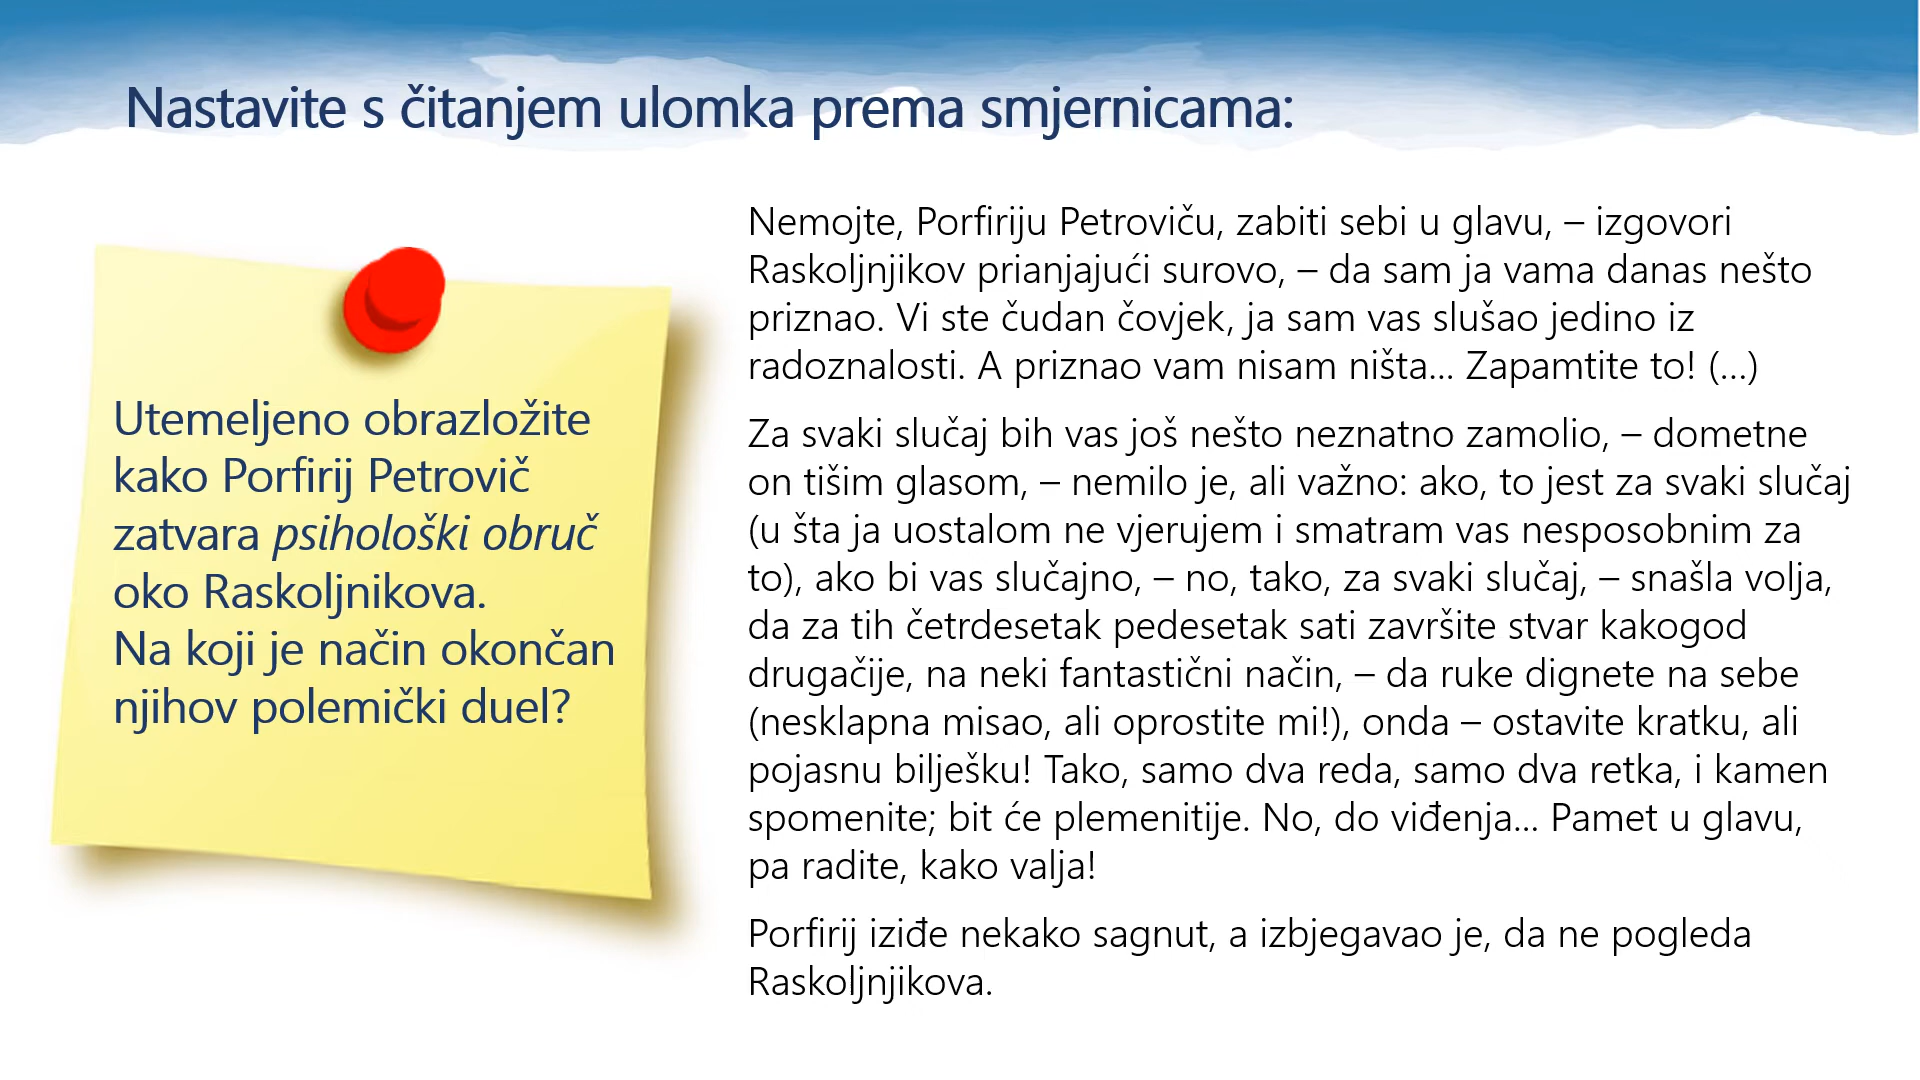 Nastavite s čitanjem ulomka prema smjernicama:
Utemeljeno obrazložite
kako Porfirij Petrovič
zatvara psihološki obruč
oko Raskoljnikova.
Na koji je način okončan
njihov polemički duel?
Nemojte, Porfiriju Petroviču, zabiti sebi u glavu, – izgovori
Raskoljnjikov prianjajući surovo, – da sam ja vama danas nešto
priznao. Vi ste čudan čovjek, ja sam vas slušao jedino iz
radoznalosti. A priznao vam nisam ništa... Zapamtite to! (...)
Za svaki slučaj bih vas još nešto neznatno zamolio, – dometne
on tišim glasom, – nemilo je, ali važno: ako, to jest za svaki slučaj
(u šta ja uostalom ne vjerujem i smatram vas nesposobnim za
to), ako bi vas slučajno, – no, tako, za svaki slučaj, – snašla volja,
da za tih četrdesetak pedesetak sati završite stvar kakogod
drugačije, na neki fantastični način, – da ruke dignete na sebe
(nesklapna misao, ali oprostite mi!), onda – ostavite kratku, ali
pojasnu bilješku! Tako, samo dva reda, samo dva retka, i kamen
spomenite; bit će plemenitije. No, do viđenja... Pamet u glavu,
pa radite, kako valja!
Porfirij iziđe nekako sagnut, a izbjegavao je, da ne pogleda
Raskoljnjikova.